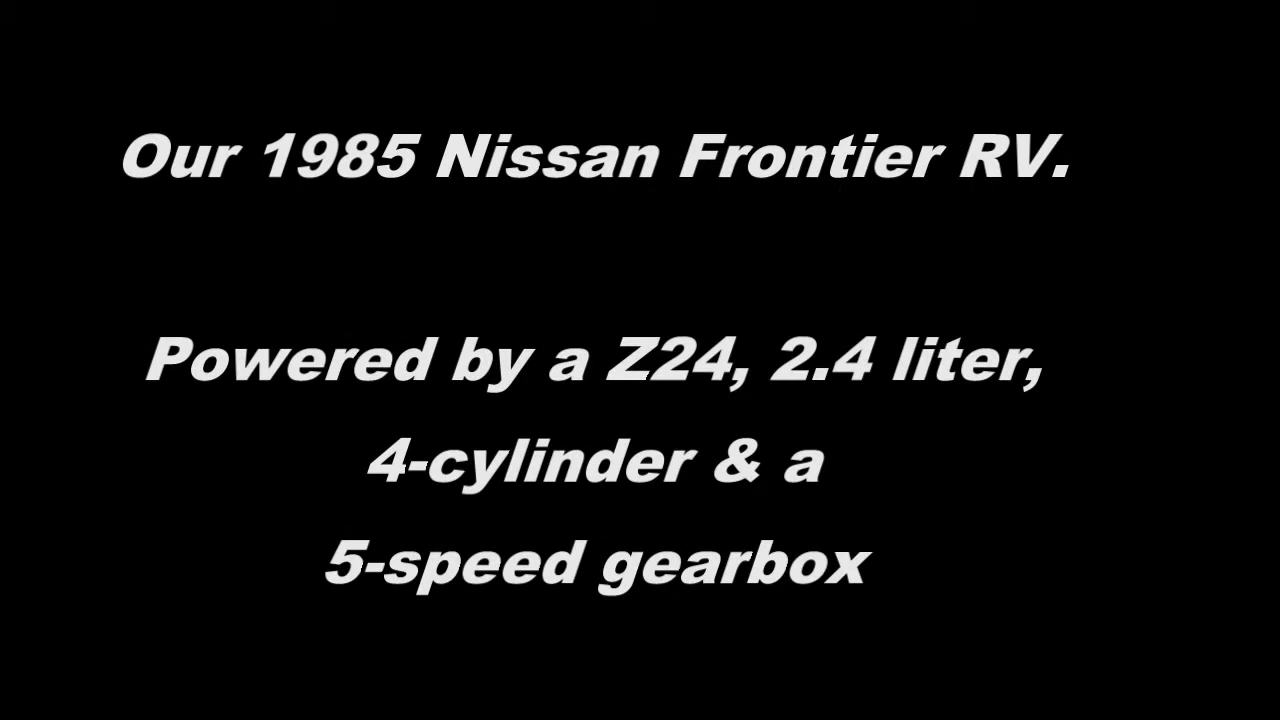 Our 1985 Nissan Frontier RV.
Powered by a Z24, 2.4 liter,
4-cylinder & a
5-speed gearbox